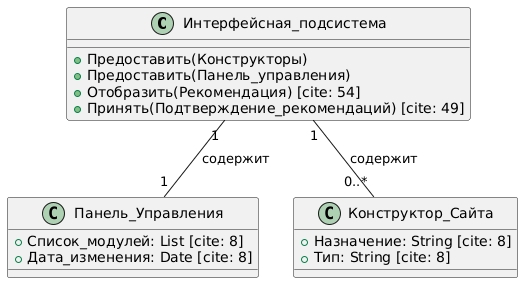 C Интерфейсная_подсистема
Предоставить(Конструкторы)
Предоставить(Панель_управления)
Отобразить(Рекомендация) [cite: 54]
Принять(Подтверждение_рекомендаций) [cite: 49]
1 1
содержит содержит
1 0..*
C Панель_Управления
Список_модулей: List [cite: 8]
Дата_изменения: Date [cite: 8]
C Конструктор_Сайта
Назначение: String [cite: 8]
Тип: String [cite: 8]